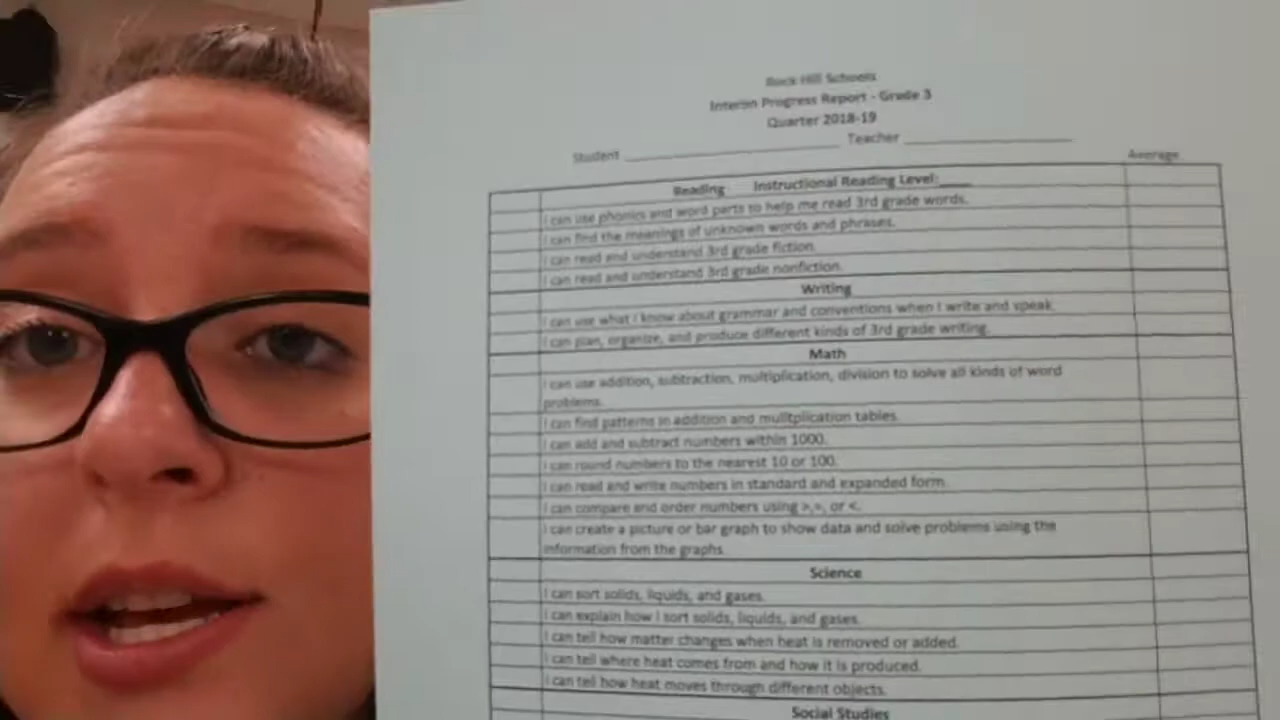 Rock Hill Schools
Interim Progress Report - Grade 3
Quarter 2018-19
Student ____________ Teacher ____________
Average
Reading Instructional Reading Level:____
I can use phonics and word parts to help me read 3rd grade words.
I can find the meanings of unknown words and phrases.
I can read and understand 3rd grade fiction.
I can read and understand 3rd grade nonfiction.
Writing
I can use what I know about grammar and conventions when I write and speak.
I can plan, organize, and produce different kinds of 3rd grade writing.
Math
I can use addition, subtraction, multiplication, division to solve all kinds of word
problems.
I can find patterns in addition and mulltplication tables.
I can add and subtract numbers within 1000.
I can round numbers to the nearest 10 or 100.
I can read and write numbers in standard and expanded form.
I can compare and order numbers using >,=, or <.
I can create a picture or bar graph to show data and solve problems using the
information from the graphs.
Science
I can sort solids, liquids, and gases.
I can explain how I sort solids, liquids, and gases.
I can tell how matter changes when heat is removed or added.
I can tell where heat comes from and how it is produced.
I can tell how heat moves through different objects.
Social Studies